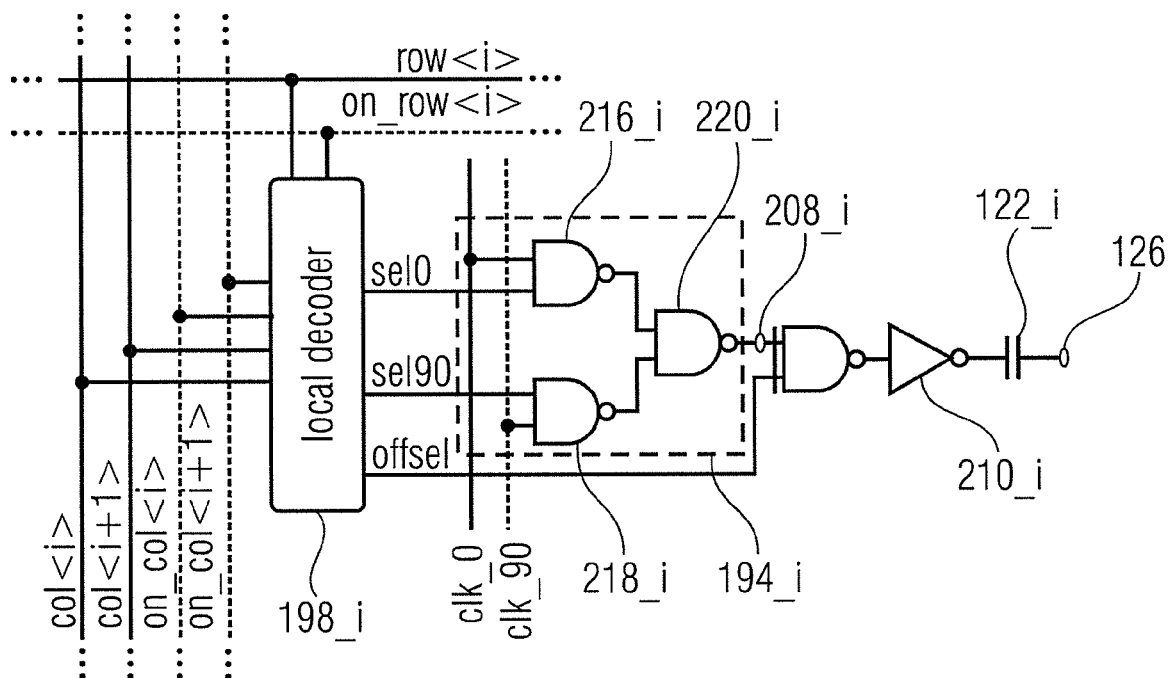 row<i>
on_row<i>
216_i
220_i
208_i
122_i
126
local decoder
sel0
sel90
offsel
210_i
col<i>
col<i+1>
on_col<i>
on_col<i+1>
clk_0
clk_90
198_i
218_i
194_i